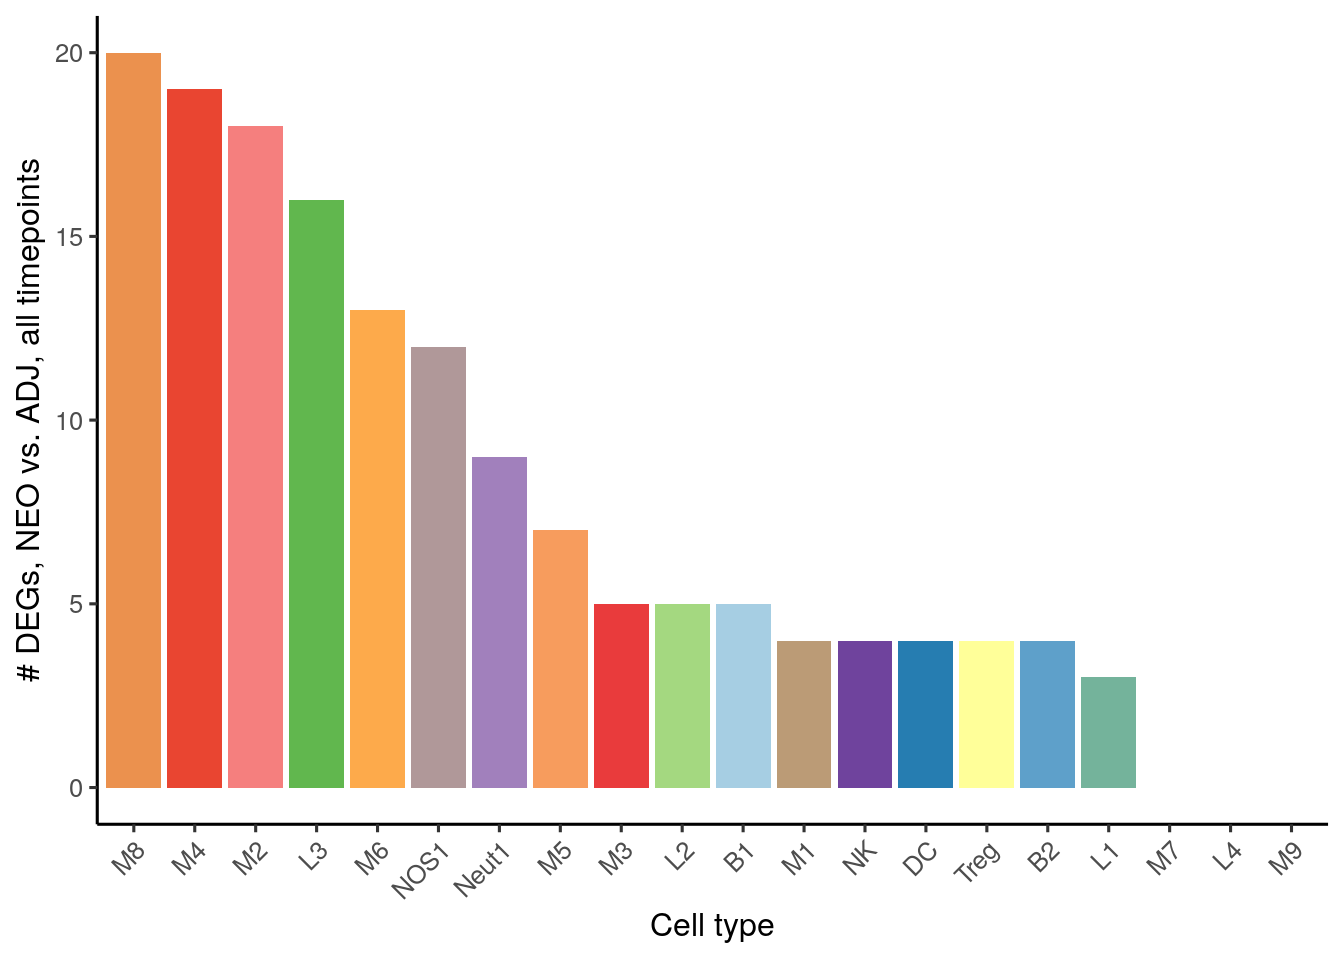 # DEGs, NEO vs. ADJ, all timepoints
20
15
10
5
0
M8 M4 M2 L3 M6 NOS1 Neut1 M5 M3 L2 B1 M1 NK DC Treg B2 L1 M7 L4 M9
Cell type